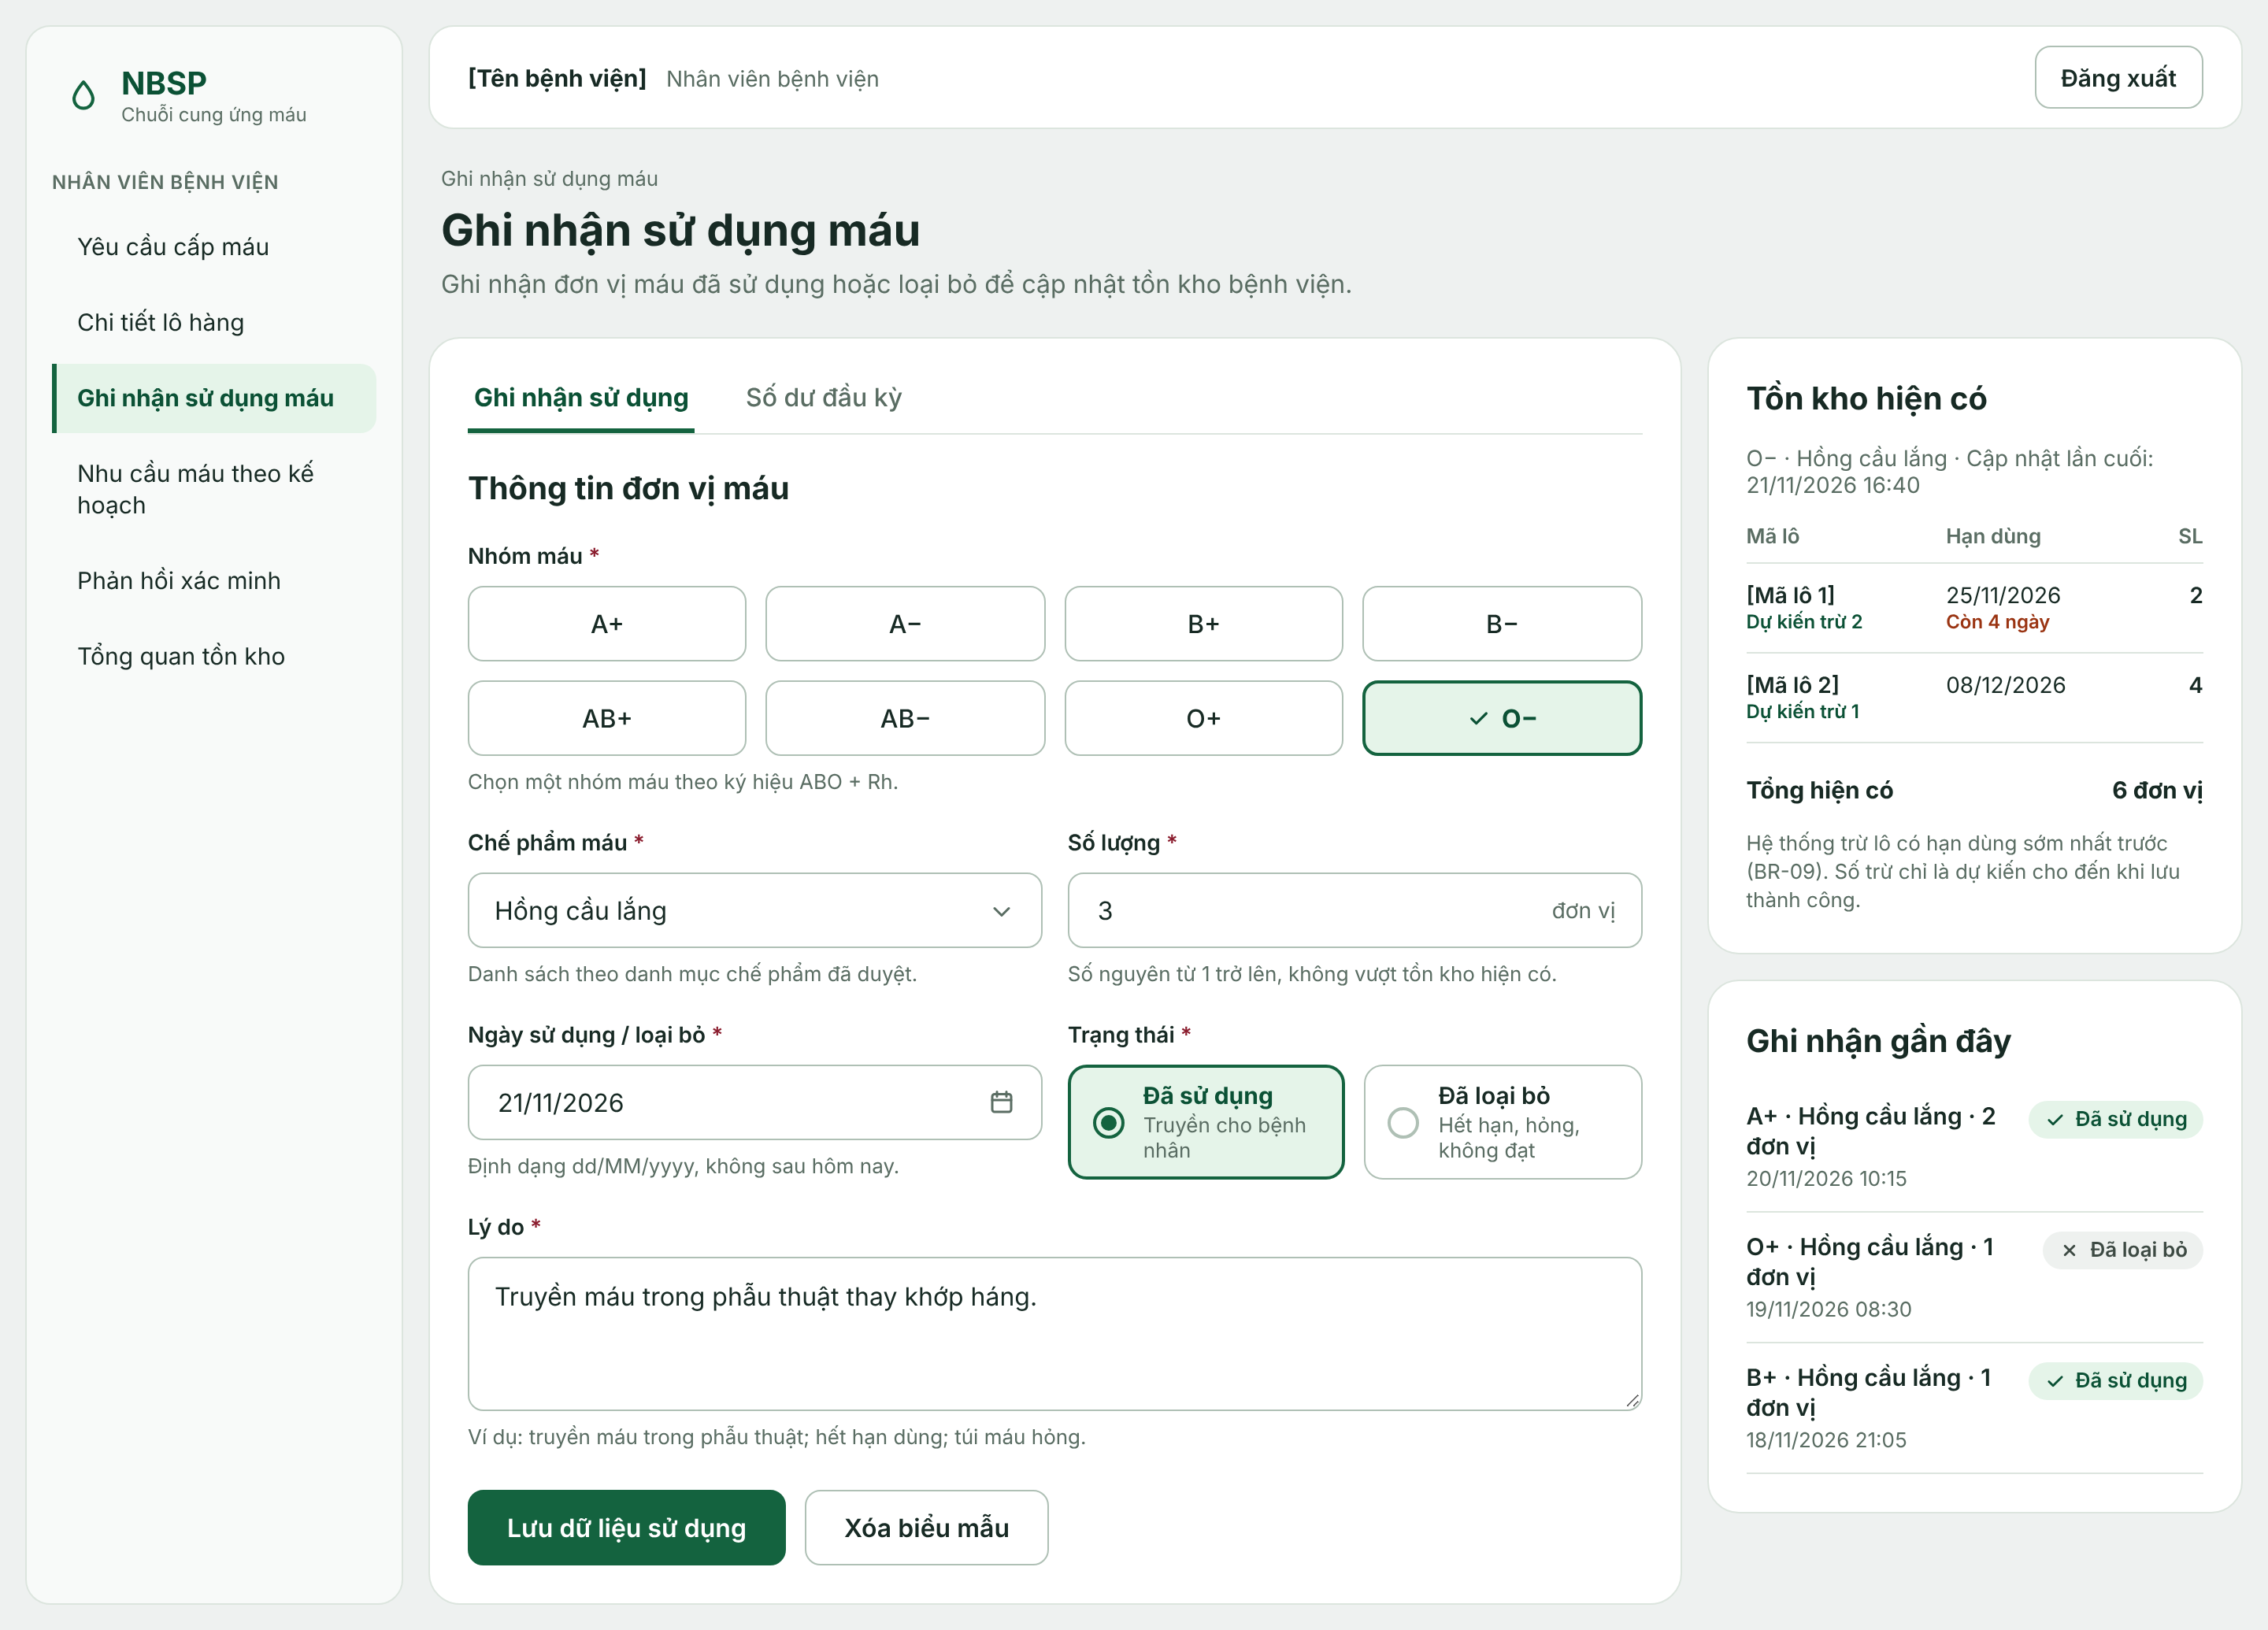 NBSP
Chuỗi cung ứng máu
NHÂN VIÊN BỆNH VIỆN
Yêu cầu cấp máu
Chi tiết lô hàng
Ghi nhận sử dụng máu
Nhu cầu máu theo kế
hoạch
Phản hồi xác minh
Tổng quan tồn kho
[Tên bệnh viện] Nhân viên bệnh viện
Đăng xuất
Ghi nhận sử dụng máu
Ghi nhận sử dụng máu
Ghi nhận đơn vị máu đã sử dụng hoặc loại bỏ để cập nhật tồn kho bệnh viện.
Ghi nhận sử dụng Số dư đầu kỳ
Thông tin đơn vị máu
Nhóm máu *
A+ A− B+ B−
AB+ AB− O+ O−
Chọn một nhóm máu theo ký hiệu ABO + Rh.
Chế phẩm máu * Số lượng *
Hồng cầu lắng 3 đơn vị
Danh sách theo danh mục chế phẩm đã duyệt. Số nguyên từ 1 trở lên, không vượt tồn kho hiện có.
Ngày sử dụng / loại bỏ *
21/11/2026
Định dạng dd/MM/yyyy, không sau hôm nay.
Trạng thái *
Đã sử dụng
Truyền cho bệnh
nhân
Đã loại bỏ
Hết hạn, hỏng,
không đạt
Lý do *
Truyền máu trong phẫu thuật thay khớp háng.
Ví dụ: truyền máu trong phẫu thuật; hết hạn dùng; túi máu hỏng.
Lưu dữ liệu sử dụng Xóa biểu mẫu
Tồn kho hiện có
O− · Hồng cầu lắng · Cập nhật lần cuối:
21/11/2026 16:40
Mã lô Hạn dùng SL
[Mã lô 1] 25/11/2026 2
Dự kiến trừ 2 Còn 4 ngày
[Mã lô 2] 08/12/2026 4
Dự kiến trừ 1
Tổng hiện có 6 đơn vị
Hệ thống trừ lô có hạn dùng sớm nhất trước
(BR-09). Số trừ chỉ là dự kiến cho đến khi lưu
thành công.
Ghi nhận gần đây
A+ · Hồng cầu lắng · 2 Đã sử dụng
đơn vị
20/11/2026 10:15
O+ · Hồng cầu lắng · 1 Đã loại bỏ
đơn vị
19/11/2026 08:30
B+ · Hồng cầu lắng · 1 Đã sử dụng
đơn vị
18/11/2026 21:05